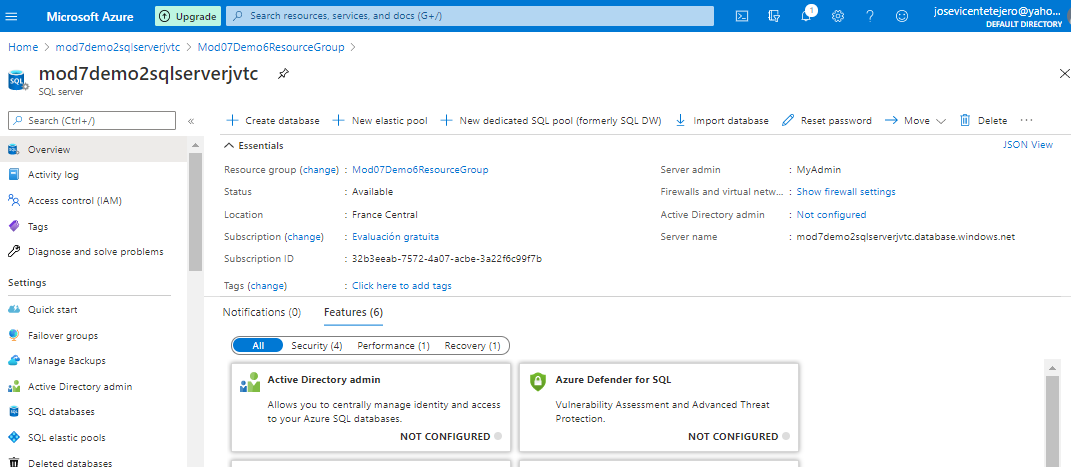 Microsoft Azure
Upgrade
Search resources, services, and docs (G+/)
1
josevicentetejero@yaho...
DEFAULT DIRECTORY
Home > mod7demo2sqlserverjvtc > Mod07Demo6ResourceGroup >
SQL
mod7demo2sqlserverjvtc
SQL server
Search (Ctrl+/)
«
Overview
Activity log
Access control (IAM)
Tags
Diagnose and solve problems
Settings
Quick start
Failover groups
Manage Backups
Active Directory admin
SQL databases
SQL elastic pools
Deleted databases
Create database
New elastic pool
New dedicated SQL pool (formerly SQL DW)
Import database
Reset password
Move
Delete
...
Essentials
JSON View
Resource group (change) : Mod07Demo6ResourceGroup
Status : Available
Location : France Central
Subscription (change) : Evaluación gratuita
Subscription ID : 32b3eeab-7572-4a07-acbe-3a22f6c99f7b
Tags (change) : Click here to add tags
Server admin : MyAdmin
Firewalls and virtual netw... : Show firewall settings
Active Directory admin : Not configured
Server name : mod7demo2sqlserverjvtc.database.windows.net
Notifications (0)
Features (6)
All
Security (4)
Performance (1)
Recovery (1)
Active Directory admin
Allows you to centrally manage identity and access
to your Azure SQL databases.
NOT CONFIGURED
Azure Defender for SQL
Vulnerability Assessment and Advanced Threat
Protection.
NOT CONFIGURED